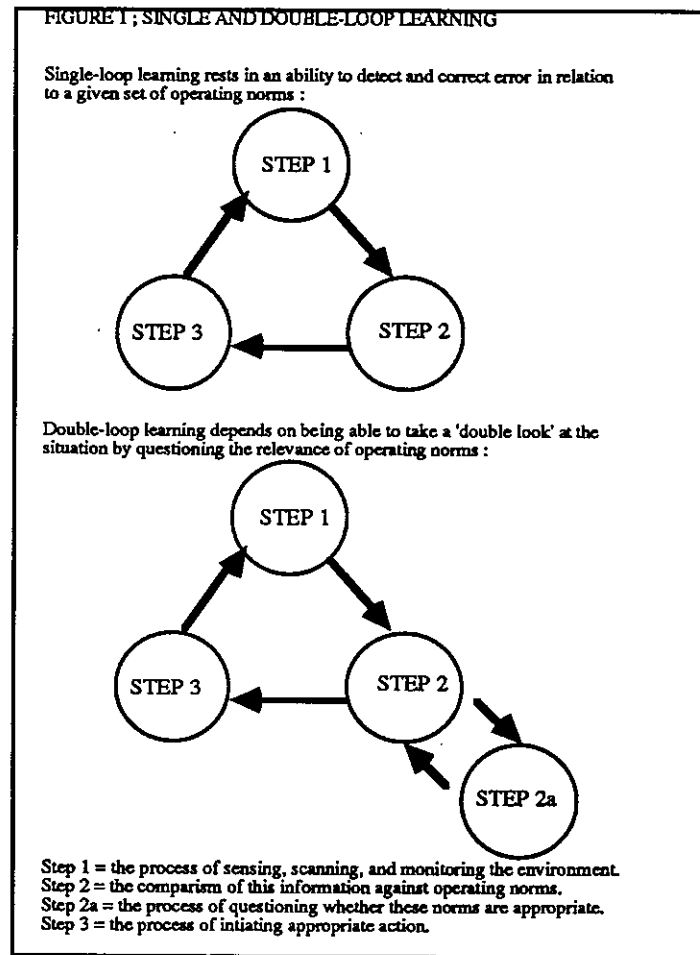 FIGURE 1 ; SINGLE AND DOUBLE-LOOP LEARNING
Single-loop learning rests in an ability to detect and correct error in relation
to a given set of operating norms :
STEP 1
STEP 3
STEP 2
Double-loop learning depends on being able to take a 'double look' at the
situation by questioning the relevance of operating norms :
STEP 1
STEP 3
STEP 2
STEP 2a
Step 1 = the process of sensing, scanning, and monitoring the environment.
Step 2 = the comparism of this information against operating norms.
Step 2a = the process of questioning whether these norms are appropriate.
Step 3 = the process of intiating appropriate action.